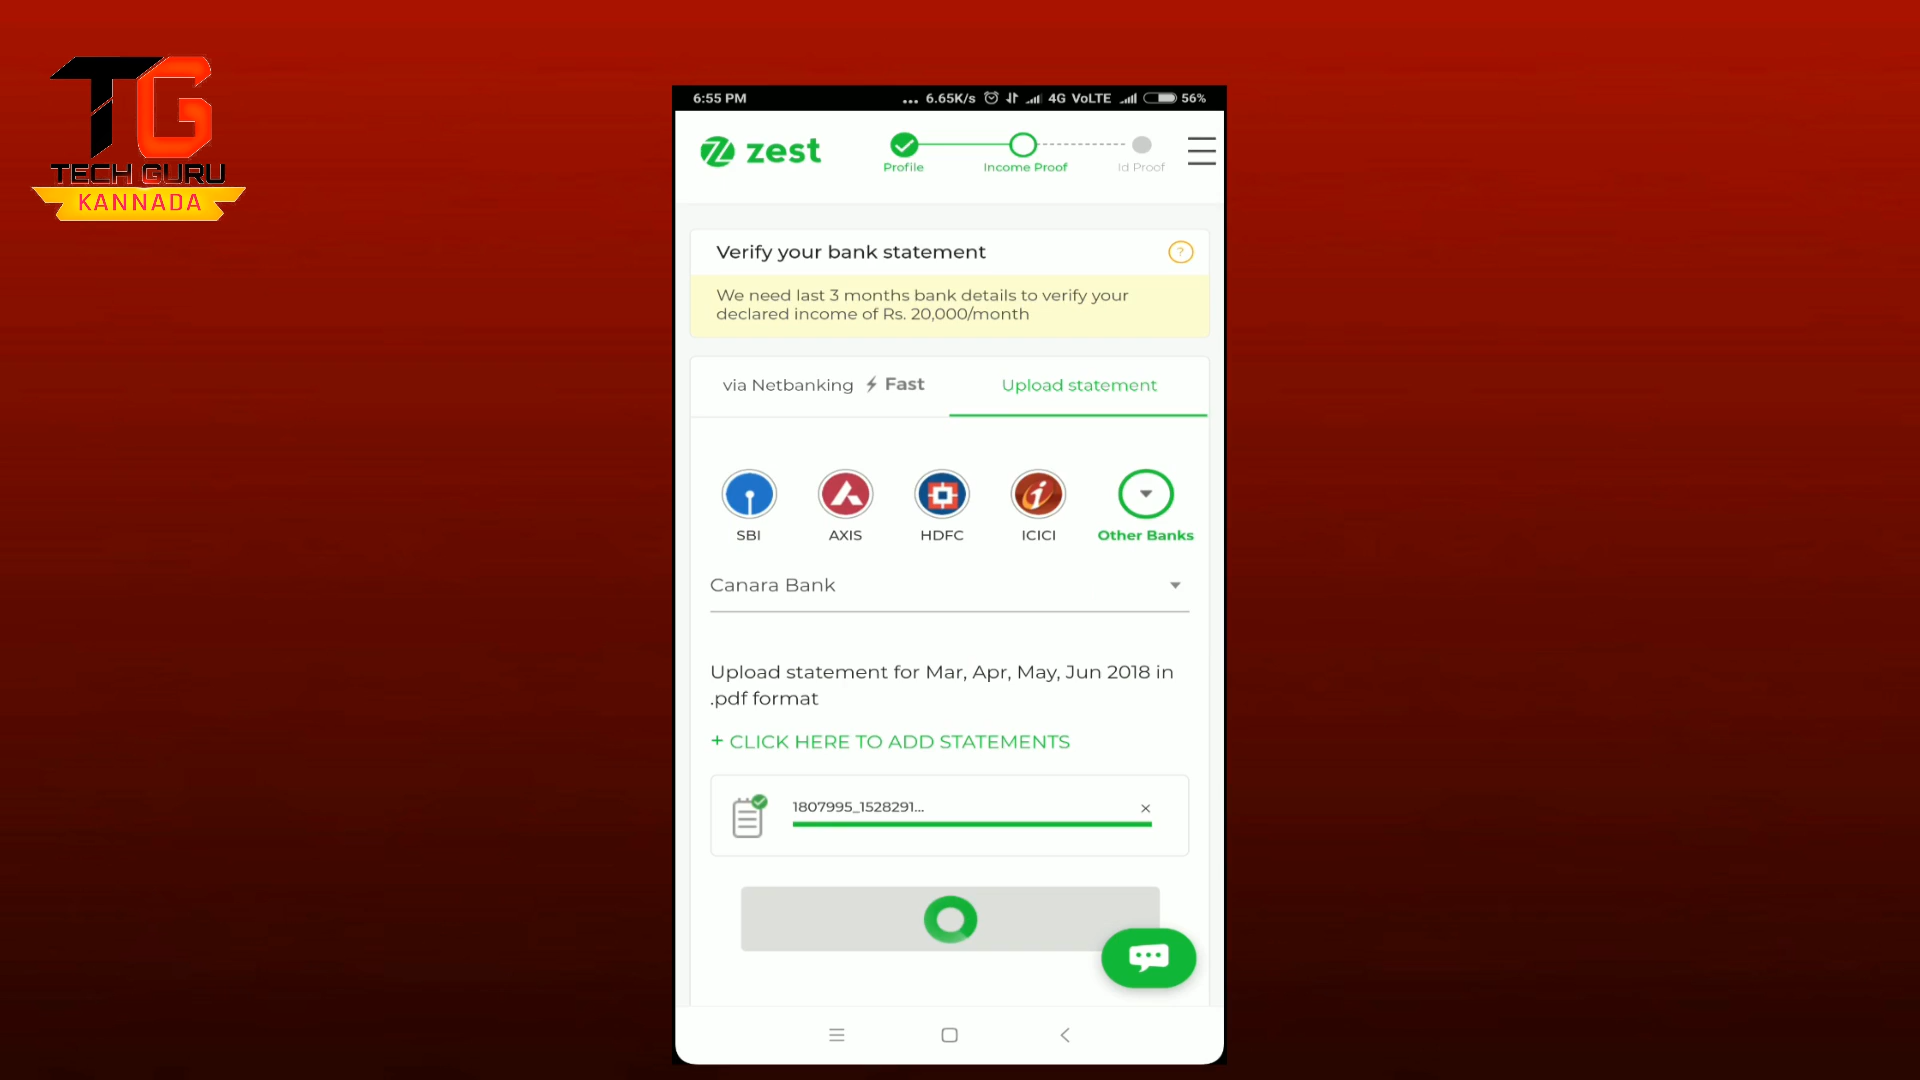 TG
TECH GURU
KANNADA
6:55 PM
... 6.65K/s 4G VoLTE 56%
zest
Profile
Income Proof
Id Proof
Verify your bank statement
?
We need last 3 months bank details to verify your
declared income of Rs. 20,000/month
via Netbanking Fast
Upload statement
SBI
AXIS
HDFC
ICICI
Other Banks
Canara Bank
Upload statement for Mar, Apr, May, Jun 2018 in
.pdf format
+ CLICK HERE TO ADD STATEMENTS
1807995_1528291...